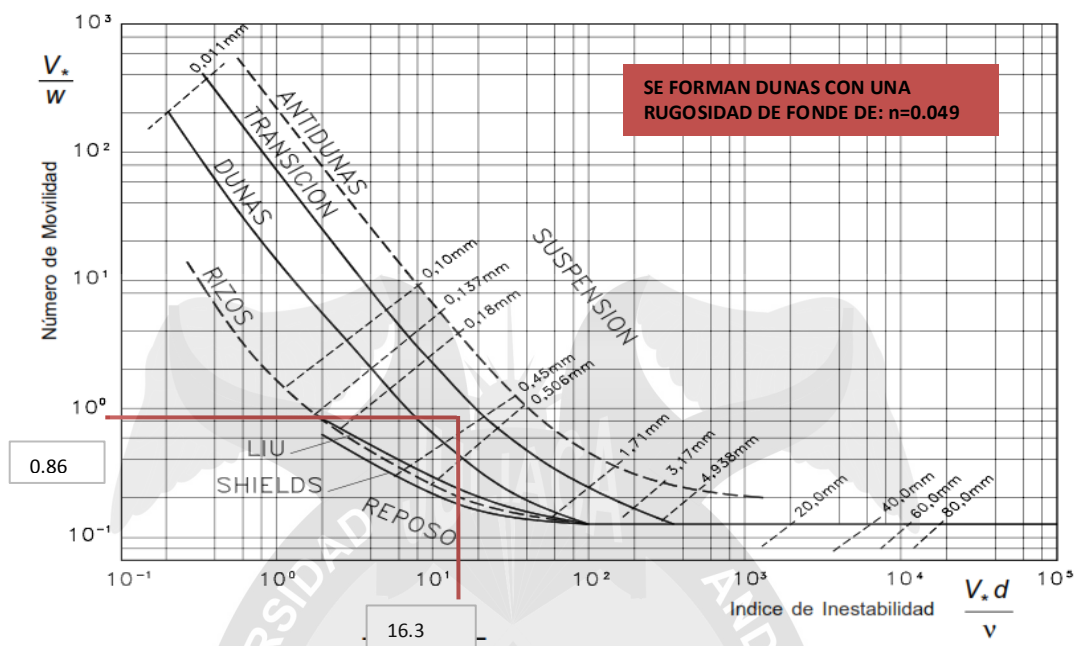 10³
V*
w
Número de Movilidad
10²
10¹
10⁰
10⁻¹
0,011mm
SE FORMAN DUNAS CON UNA
RUGOSIDAD DE FONDE DE: n=0.049
ANTIDUNAS
TRANSICION
DUNAS
RIZOS
SUSPENSION
0,10mm
0,137mm
0,18mm
0,45mm
0,506mm
1,71mm
3,17mm
4,938mm
20,0mm
40,0mm
60,0mm
80,0mm
LIU
SHIELDS
REPOSO
0.86
10⁻¹ 10⁰ 10¹ 10² 10³ 10⁴ 10⁵
Indice de Inestabilidad
V* d
ν
16.3
RSIDAD
AND